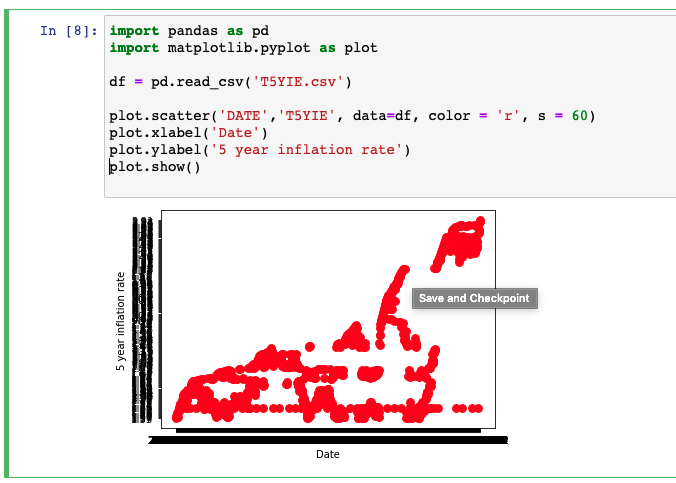 In [8]:
import pandas as pd
import matplotlib.pyplot as plot
df = pd.read_csv('T5YIE.csv')
plot.scatter('DATE','T5YIE', data=df, color = 'r', s = 60)
plot.xlabel('Date')
plot.ylabel('5 year inflation rate')
plot.show()
5 year inflation rate
Save and Checkpoint
Date